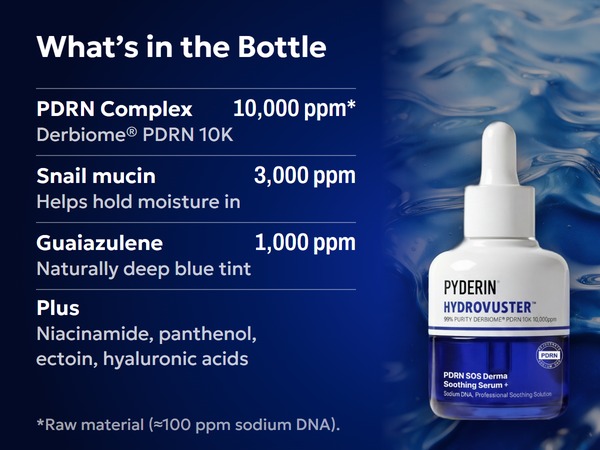 What's in the Bottle
PDRN Complex 10,000 ppm*
Derbiome® PDRN 10K
Snail mucin 3,000 ppm
Helps hold moisture in
Guaiazulene 1,000 ppm
Naturally deep blue tint
Plus
Niacinamide, panthenol,
ectoin, hyaluronic acids
*Raw material (≈100 ppm sodium DNA).
PYDERIN
HYDROVUSTER™
99% PURITY DERBIOME® PDRN 10K 10,000ppm
PDRN
PDRN SOS Derma
Soothing Serum +
Sodium DNA, Professional Soothing Solution